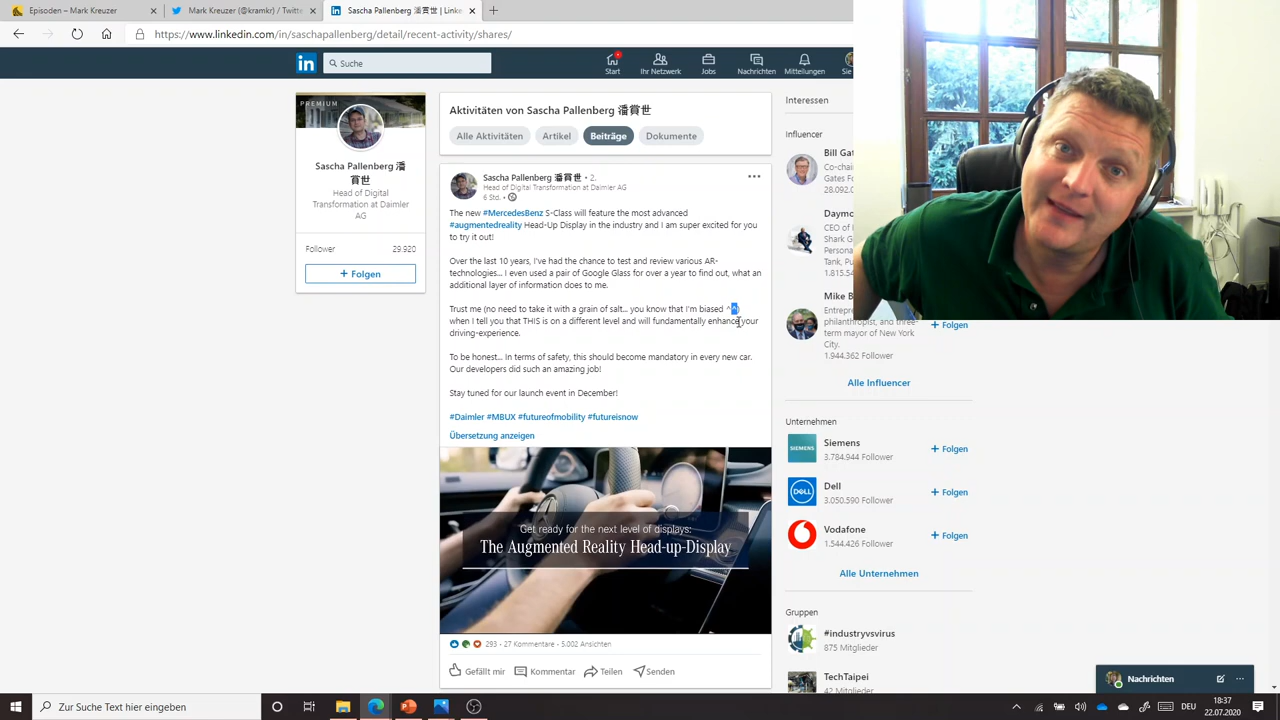 Episoden – Mark Kreuzer
Mark Kreuzer (@kramkr) / Twitte
Sascha Pallenberg 潘賞世 | Linke
https://www.linkedin.com/in/saschapallenberg/detail/recent-activity/shares/
in
Suche
Start
Ihr Netzwerk
Jobs
Nachrichten
Mitteilungen
Sie
PREMIUM
Sascha Pallenberg 潘
賞世
Head of Digital
Transformation at Daimler
AG
Follower 29.920
+ Folgen
Aktivitäten von Sascha Pallenberg 潘賞世
Alle Aktivitäten
Artikel
Beiträge
Dokumente
Sascha Pallenberg 潘賞世 • 2.
Head of Digital Transformation at Daimler AG
6 Std. •
The new #MercedesBenz S-Class will feature the most advanced
#augmentedreality Head-Up Display in the industry and I am super excited for you
to try it out!
Over the last 10 years, I've had the chance to test and review various AR-
technologies... I even used a pair of Google Glass for over a year to find out, what an
additional layer of information does to me.
Trust me (no need to take it with a grain of salt... you know that I'm biased ^^)
when I tell you that THIS is on a different level and will fundamentally enhance your
driving-experience.
To be honest... In terms of safety, this should become mandatory in every new car.
Our developers did such an amazing job!
Stay tuned for our launch event in December!
#Daimler #MBUX #futureofmobility #futureisnow
Übersetzung anzeigen
Get ready for the next level of displays:
The Augmented Reality Head-up-Display
293 • 27 Kommentare • 5.002 Ansichten
Gefällt mir
Kommentar
Teilen
Senden
Interessen
Influencer
Bill Gat
Co-chai
Gates Fo
28.092.0
Daymo
CEO of
Shark G
Persona
Tank, Pu
1.815.54
Mike B
Entrepre
philanthropist, and three-
term mayor of New York
City.
1.944.362 Follower
+ Folgen
Alle Influencer
Unternehmen
SIEMENS
Siemens
3.784.944 Follower
+ Folgen
DELL
Dell
3.050.590 Follower
+ Folgen
Vodafone
1.544.426 Follower
+ Folgen
Alle Unternehmen
Gruppen
#industryvsvirus
875 Mitglieder
TechTaipei
42 Mitglieder
Nachrichten
Zur Suche Text hier eingeben
DEU
18:37
22.07.2020